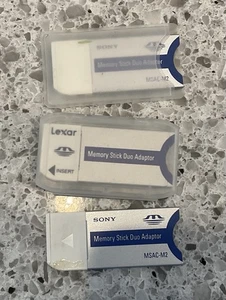 SONY
Memory Stick Duo Adaptor
MSAC-M2
Lexar
Memory Stick Duo Adaptor
INSERT
SONY
Memory Stick Duo Adaptor
MSAC-M2